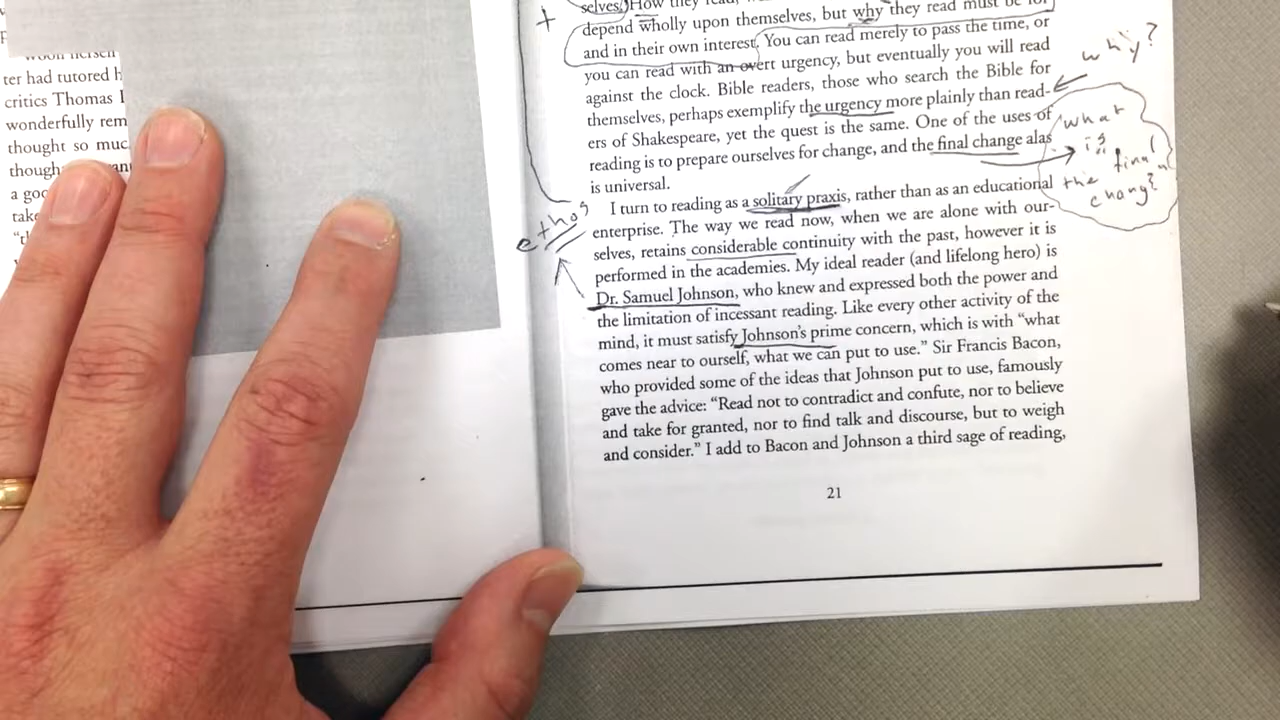 ter had tutored h
critics Thomas
wonderfully rem
thought so muc
though
a goo
take
selves. How they read,
depend wholly upon themselves, but why they read must be for
and in their own interest. You can read merely to pass the time, or
you can read with an overt urgency, but eventually you will read
against the clock. Bible readers, those who search the Bible for
themselves, perhaps exemplify the urgency more plainly than read-
ers of Shakespeare, yet the quest is the same. One of the uses of
reading is to prepare ourselves for change, and the final change alas
is universal.
I turn to reading as a solitary praxis, rather than as an educational
enterprise. The way we read now, when we are alone with our-
selves, retains considerable continuity with the past, however it is
performed in the academies. My ideal reader (and lifelong hero) is
Dr. Samuel Johnson, who knew and expressed both the power and
the limitation of incessant reading. Like every other activity of the
mind, it must satisfy Johnson's prime concern, which is with “what
comes near to ourself, what we can put to use.” Sir Francis Bacon,
who provided some of the ideas that Johnson put to use, famously
gave the advice: “Read not to contradict and confute, nor to believe
and take for granted, nor to find talk and discourse, but to weigh
and consider.” I add to Bacon and Johnson a third sage of reading,
21
+
ethos
why?
what
is
the final
change?